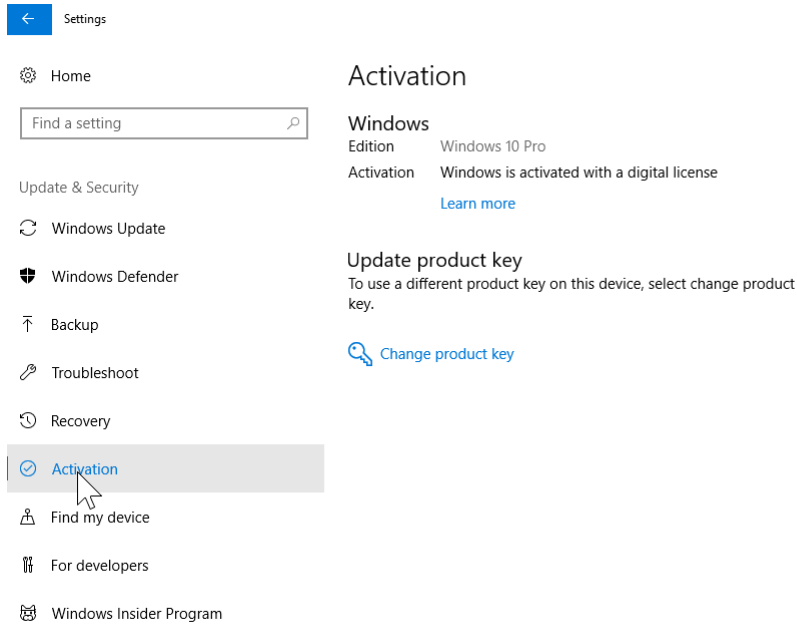 Settings
Home
Find a setting
Update & Security
Windows Update
Windows Defender
Backup
Troubleshoot
Recovery
Activation
Find my device
For developers
Windows Insider Program
Activation
Windows
Edition Windows 10 Pro
Activation Windows is activated with a digital license
Learn more
Update product key
To use a different product key on this device, select change product
key.
Change product key